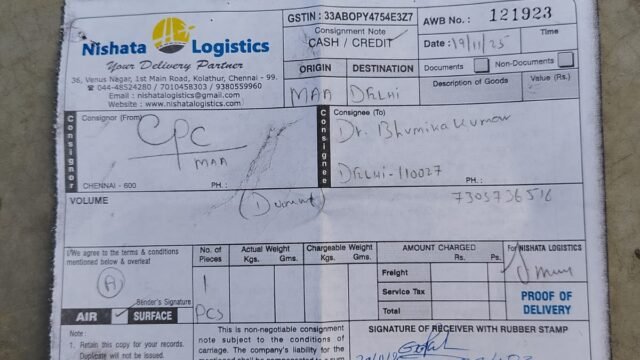 Nishata Logistics
Your Delivery Partner
36, Venus Nagar, 1st Main Road, Kolathur, Chennai - 99.
☎ 044-48524280 / 7010458303 / 9380559960
Email : nishatalogistics@gmail.com
Website : www.nishatalogistics.com
GSTIN : 33ABOPY4754E3Z7
Consignment Note
CASH / CREDIT
AWB No. : 121923
Date : 19/11/25
Time
ORIGIN
DESTINATION
MAA
DELHI
Documents
Non-Documents
Description of Goods
Value (Rs.)
Consignor
Consignor (From)
CPC
MAA
CHENNAI - 600
PH. :
Consignee
Consignee (To)
Dr. Bhumika Kumar
DELHI - 110027
PH. :
7305736516
VOLUME
I/We agree to the terms & conditions
mentioned below & overleaf
A
Sender's Signature
AIR
SURFACE
No. of
Pieces
1
PCS
Actual Weight
Kgs. Gms.
Chargeable Weight
Kgs. Gms.
AMOUNT CHARGED
Rs. Ps.
Freight
Service Tax
Total
For NISHATA LOGISTICS
PROOF OF
DELIVERY
Note :
1. Retain this copy for your records.
Duplicate will not be issued.
This is non-negotiable consignment
note subject to the conditions of
carriage. The company's liability for the
SIGNATURE OF RECEIVER WITH RUBBER STAMP